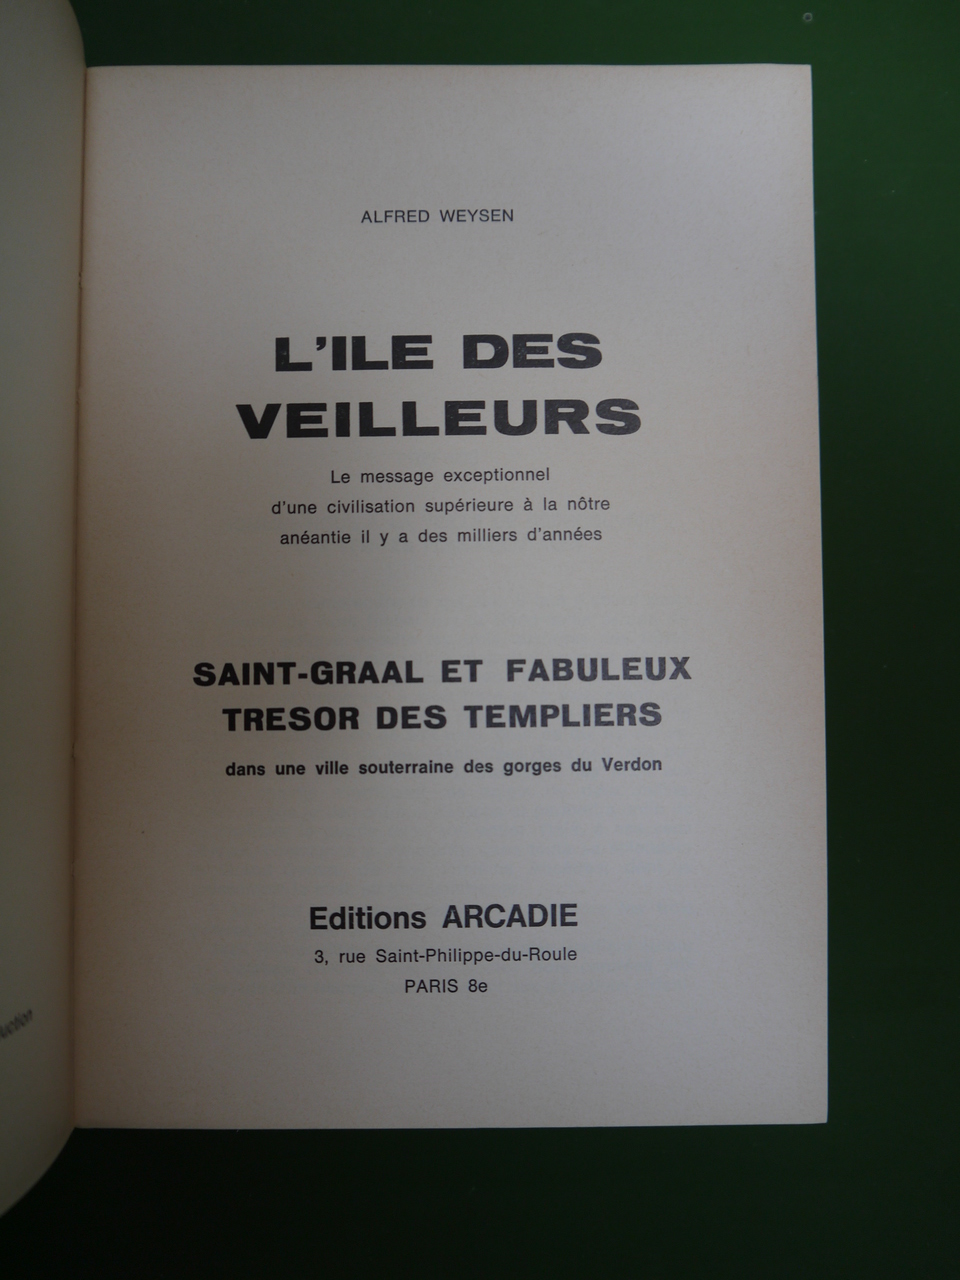 ALFRED WEYSEN
L'ILE DES
VEILLEURS
Le message exceptionnel
d'une civilisation supérieure à la nôtre
anéantie il y a des milliers d'années
SAINT-GRAAL ET FABULEUX
TRESOR DES TEMPLIERS
dans une ville souterraine des gorges du Verdon
Editions ARCADIE
3, rue Saint-Philippe-du-Roule
PARIS 8e